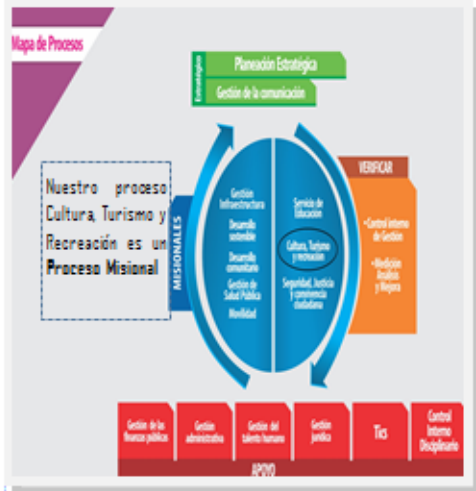 Mapa de Procesos
Estratégico
Planeación Estratégica
Gestión de la comunicación
Nuestro proceso
Cultura, Turismo y
Recreación es un
Proceso Misional
MISIONALES
Gestión
Infraestructura
Desarrollo
sostenible
Desarrollo
comunitario
Gestión de
Salud Pública
Movilidad
Servicio de
Educación
Cultura, Turismo
y recreación
Seguridad, Justicia
y convivencia
ciudadana
VERIFICAR
•Control interno
de Gestión
•Medición
Análisis
y Mejora
Gestión de las
finanzas públicas
Gestión
administrativa
Gestión del
talento humano
Gestión
jurídica
Tics
Control
Interno
Disciplinario
APOYO